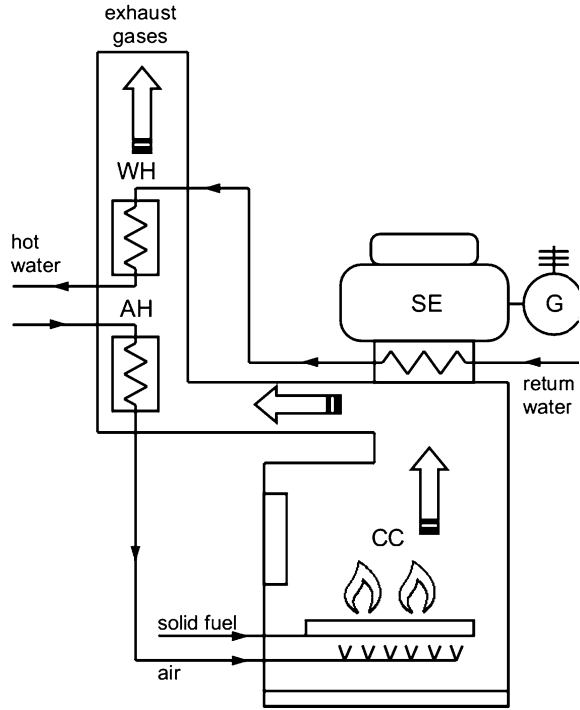 exhaust
gases
WH
hot
water
SE
G
AH
return
water
CC
solid fuel
air